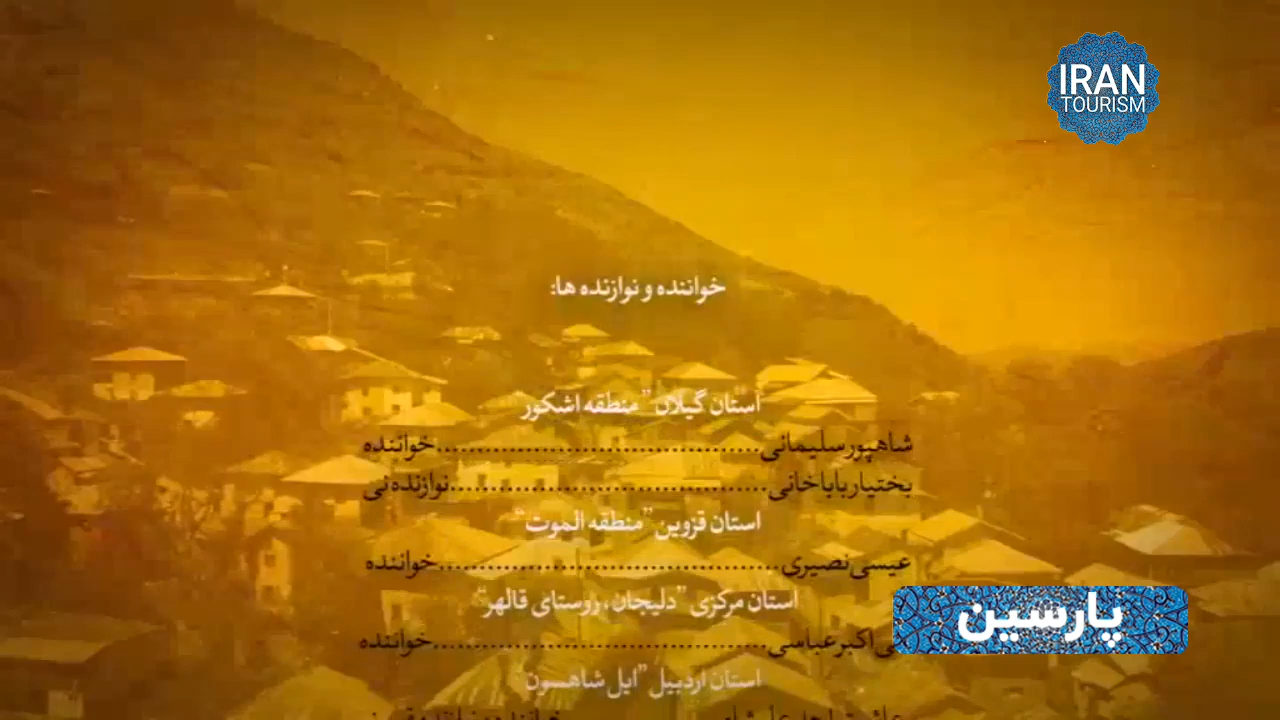 IRAN
TOURISM
خواننده و نوازنده ها:
استان گیلان "منطقه اشکور
شاهپور سلیمانی........................................خواننده
بختیار باباخانی........................................نوازنده نی
استان قزوین "منطقه الموت"
عیسی نصیری........................................خواننده
استان مرکزی "دلیجان، روستای قالهر"
اکبر عباسی........................................خواننده
استان اردبیل "ایل شاهسون"
پارسین